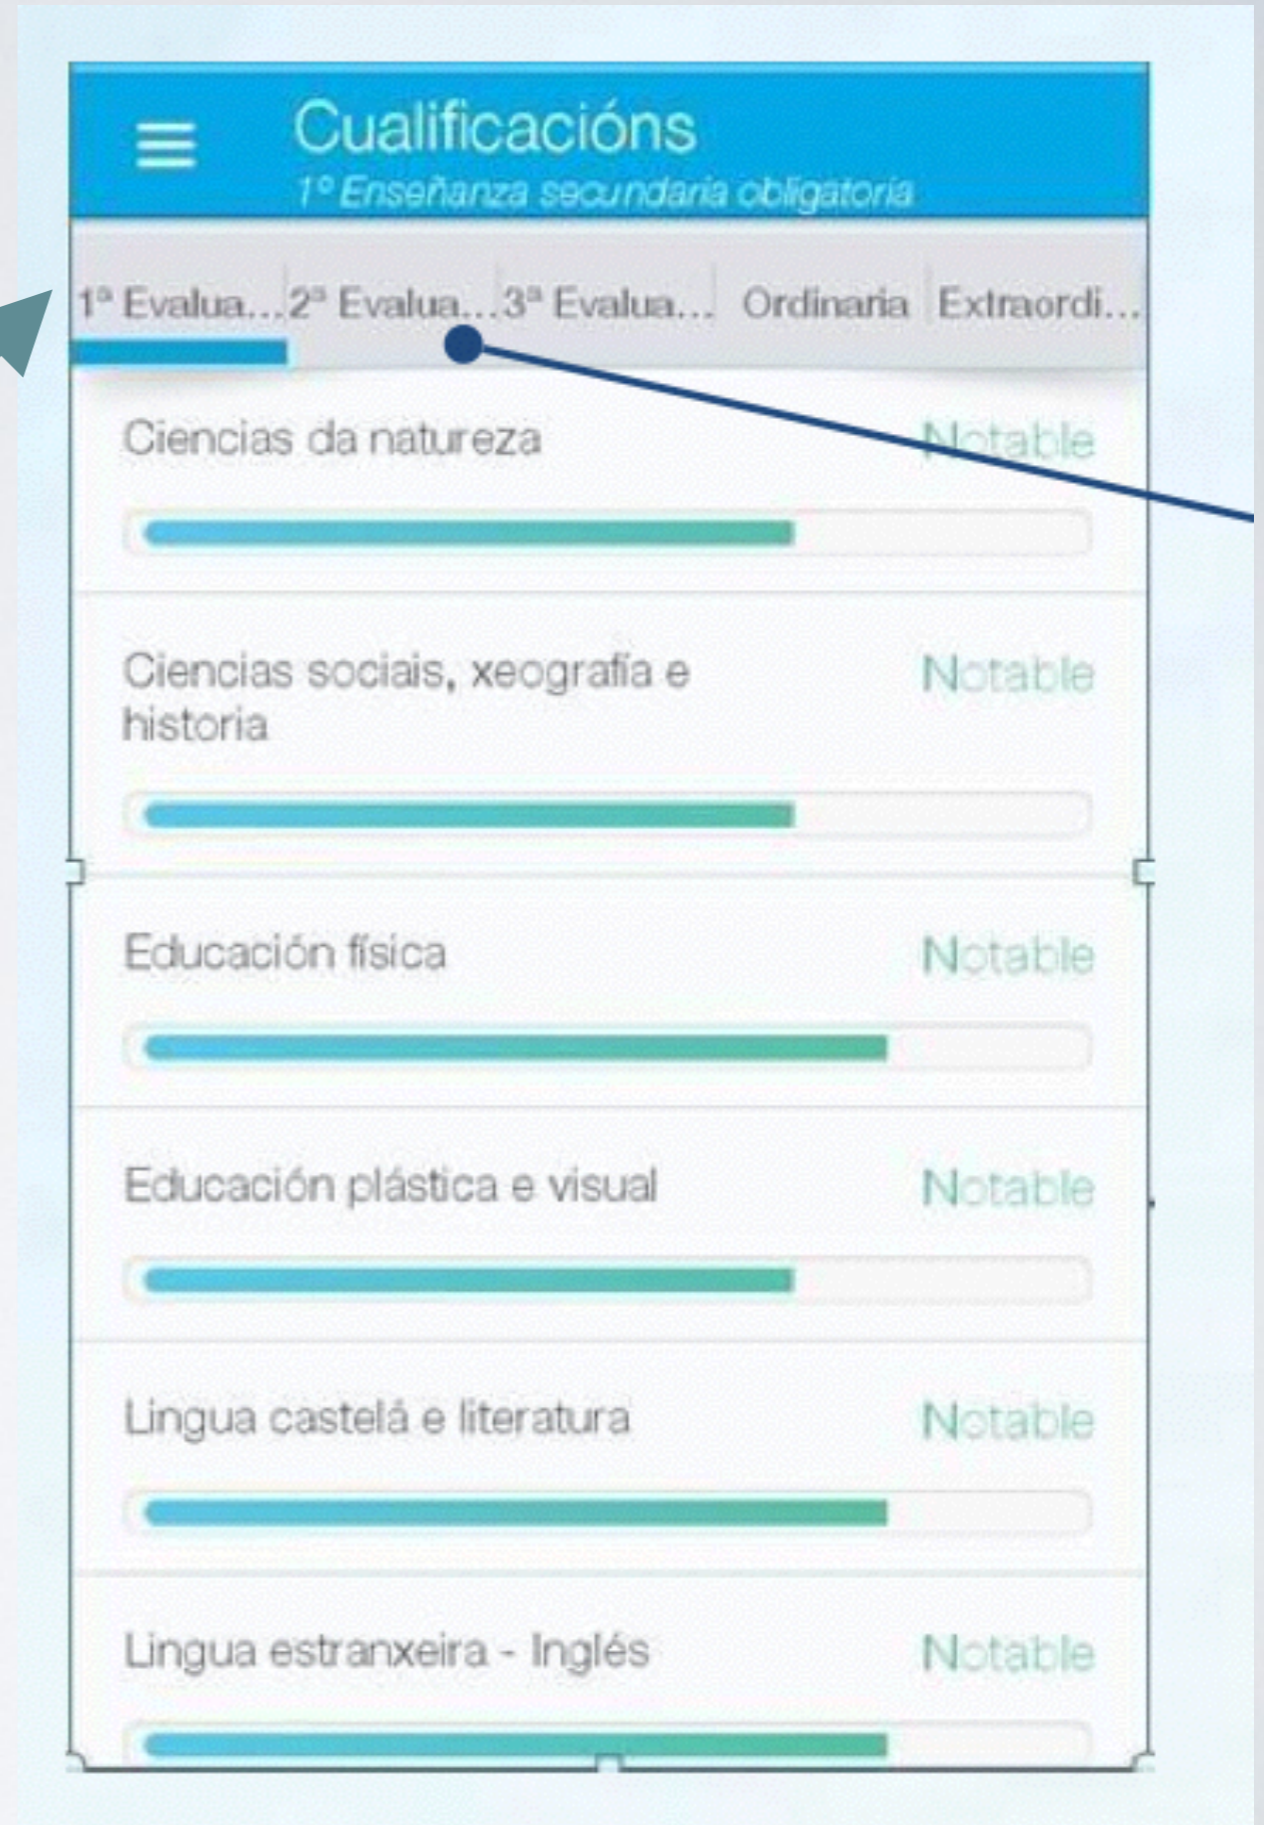 Cualificacións
1º Enseñanza secundaria obligatoria
1ª Evalua... 2ª Evalua... 3ª Evalua... Ordinaria Extraordi...
Ciencias da natureza Notable
Ciencias sociais, xeografía e Notable
historia
Educación física Notable
Educación plástica e visual Notable
Lingua castelá e literatura Notable
Lingua estranxeira - Inglés Notable